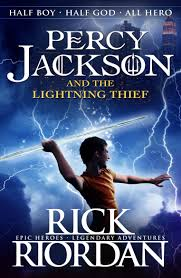 HALF BOY · HALF GOD · ALL HERO
PERCY
JACKSON
AND THE
LIGHTNING THIEF
RICK
EPIC HEROES · LEGENDARY ADVENTURES
RIORDAN